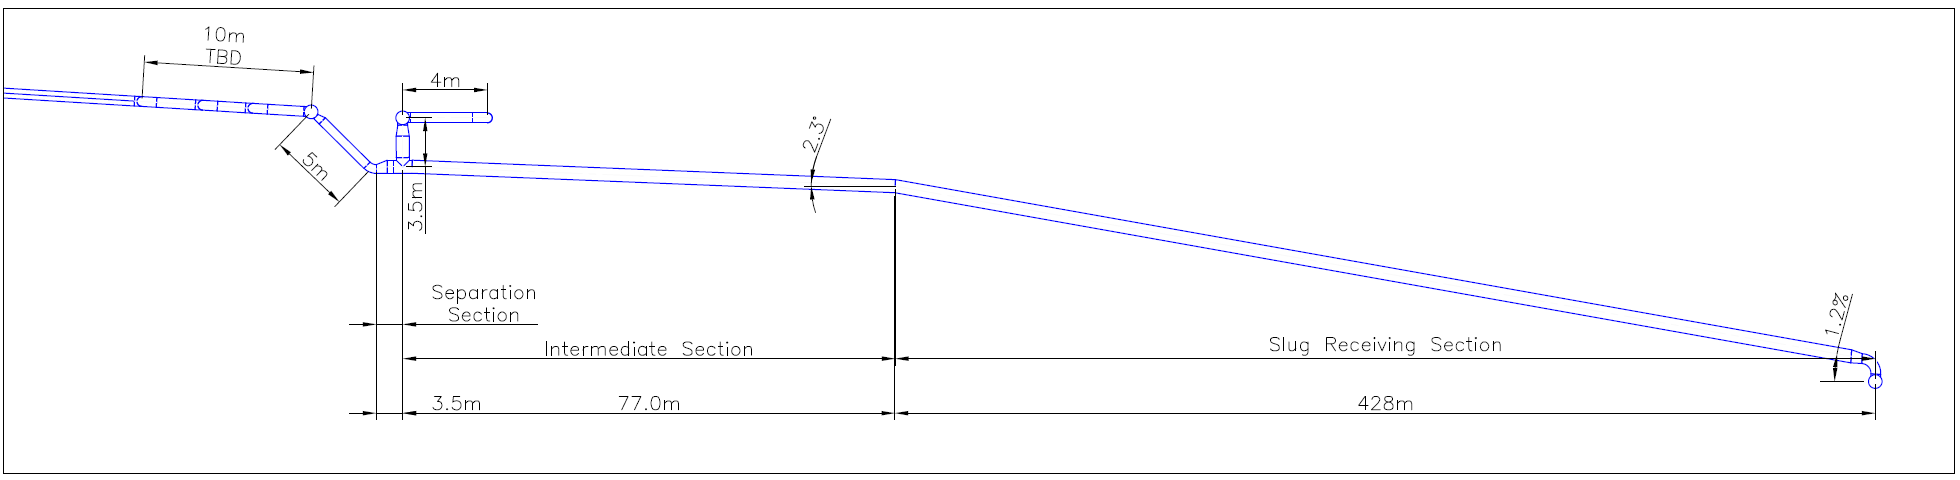 10m
TBD
4m
5m
3.5m
2.3°
Separation
Section
Intermediate Section
Slug Receiving Section
1.2%
3.5m
77.0m
428m